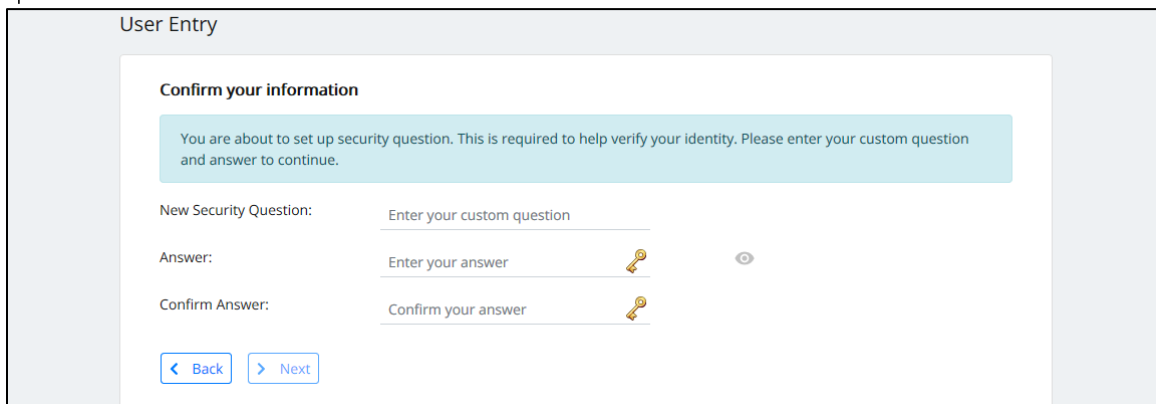 User Entry
Confirm your information
You are about to set up security question. This is required to help verify your identity. Please enter your custom question
and answer to continue.
New Security Question:
Enter your custom question
Answer:
Enter your answer
Confirm Answer:
Confirm your answer
Back
Next